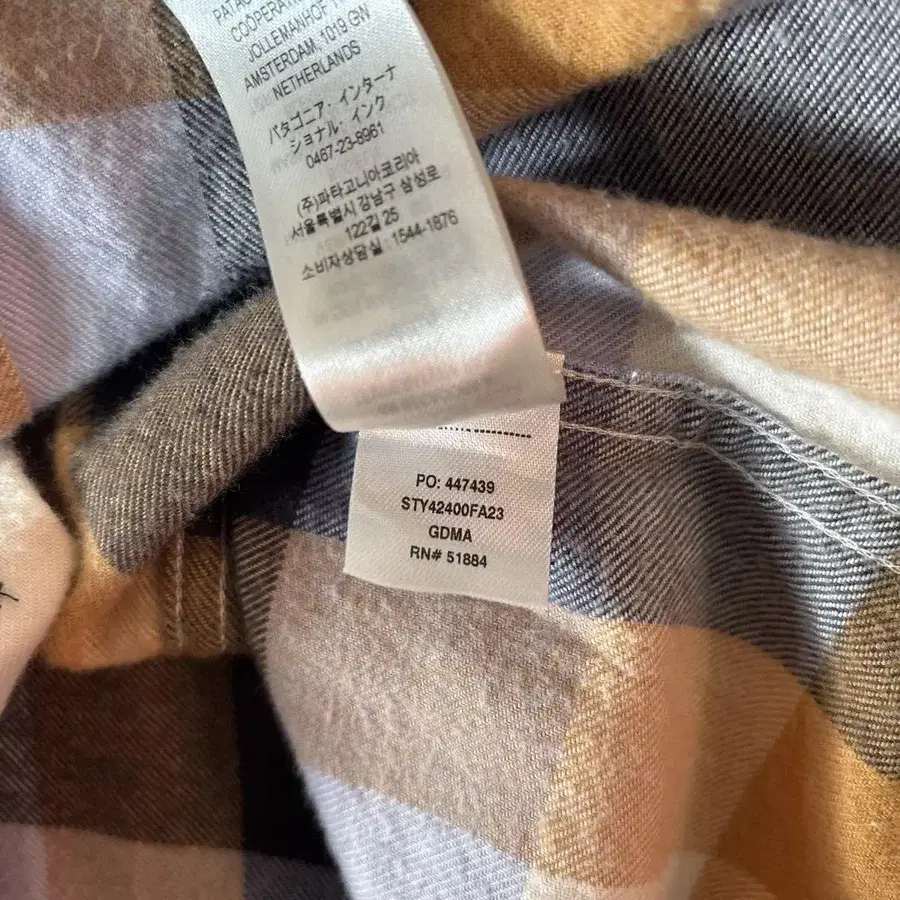 COÖPERATI
JOLLEMANHOF
AMSTERDAM, 1019 GW
NETHERLANDS
パタゴニア・インターナ
ショナル・インク
0467-23-8961
(주)파타고니아코리아
서울특별시 강남구 삼성로
122길 25
소비자상담실 : 1544-1876
PO: 447439
STY42400FA23
GDMA
RN# 51884